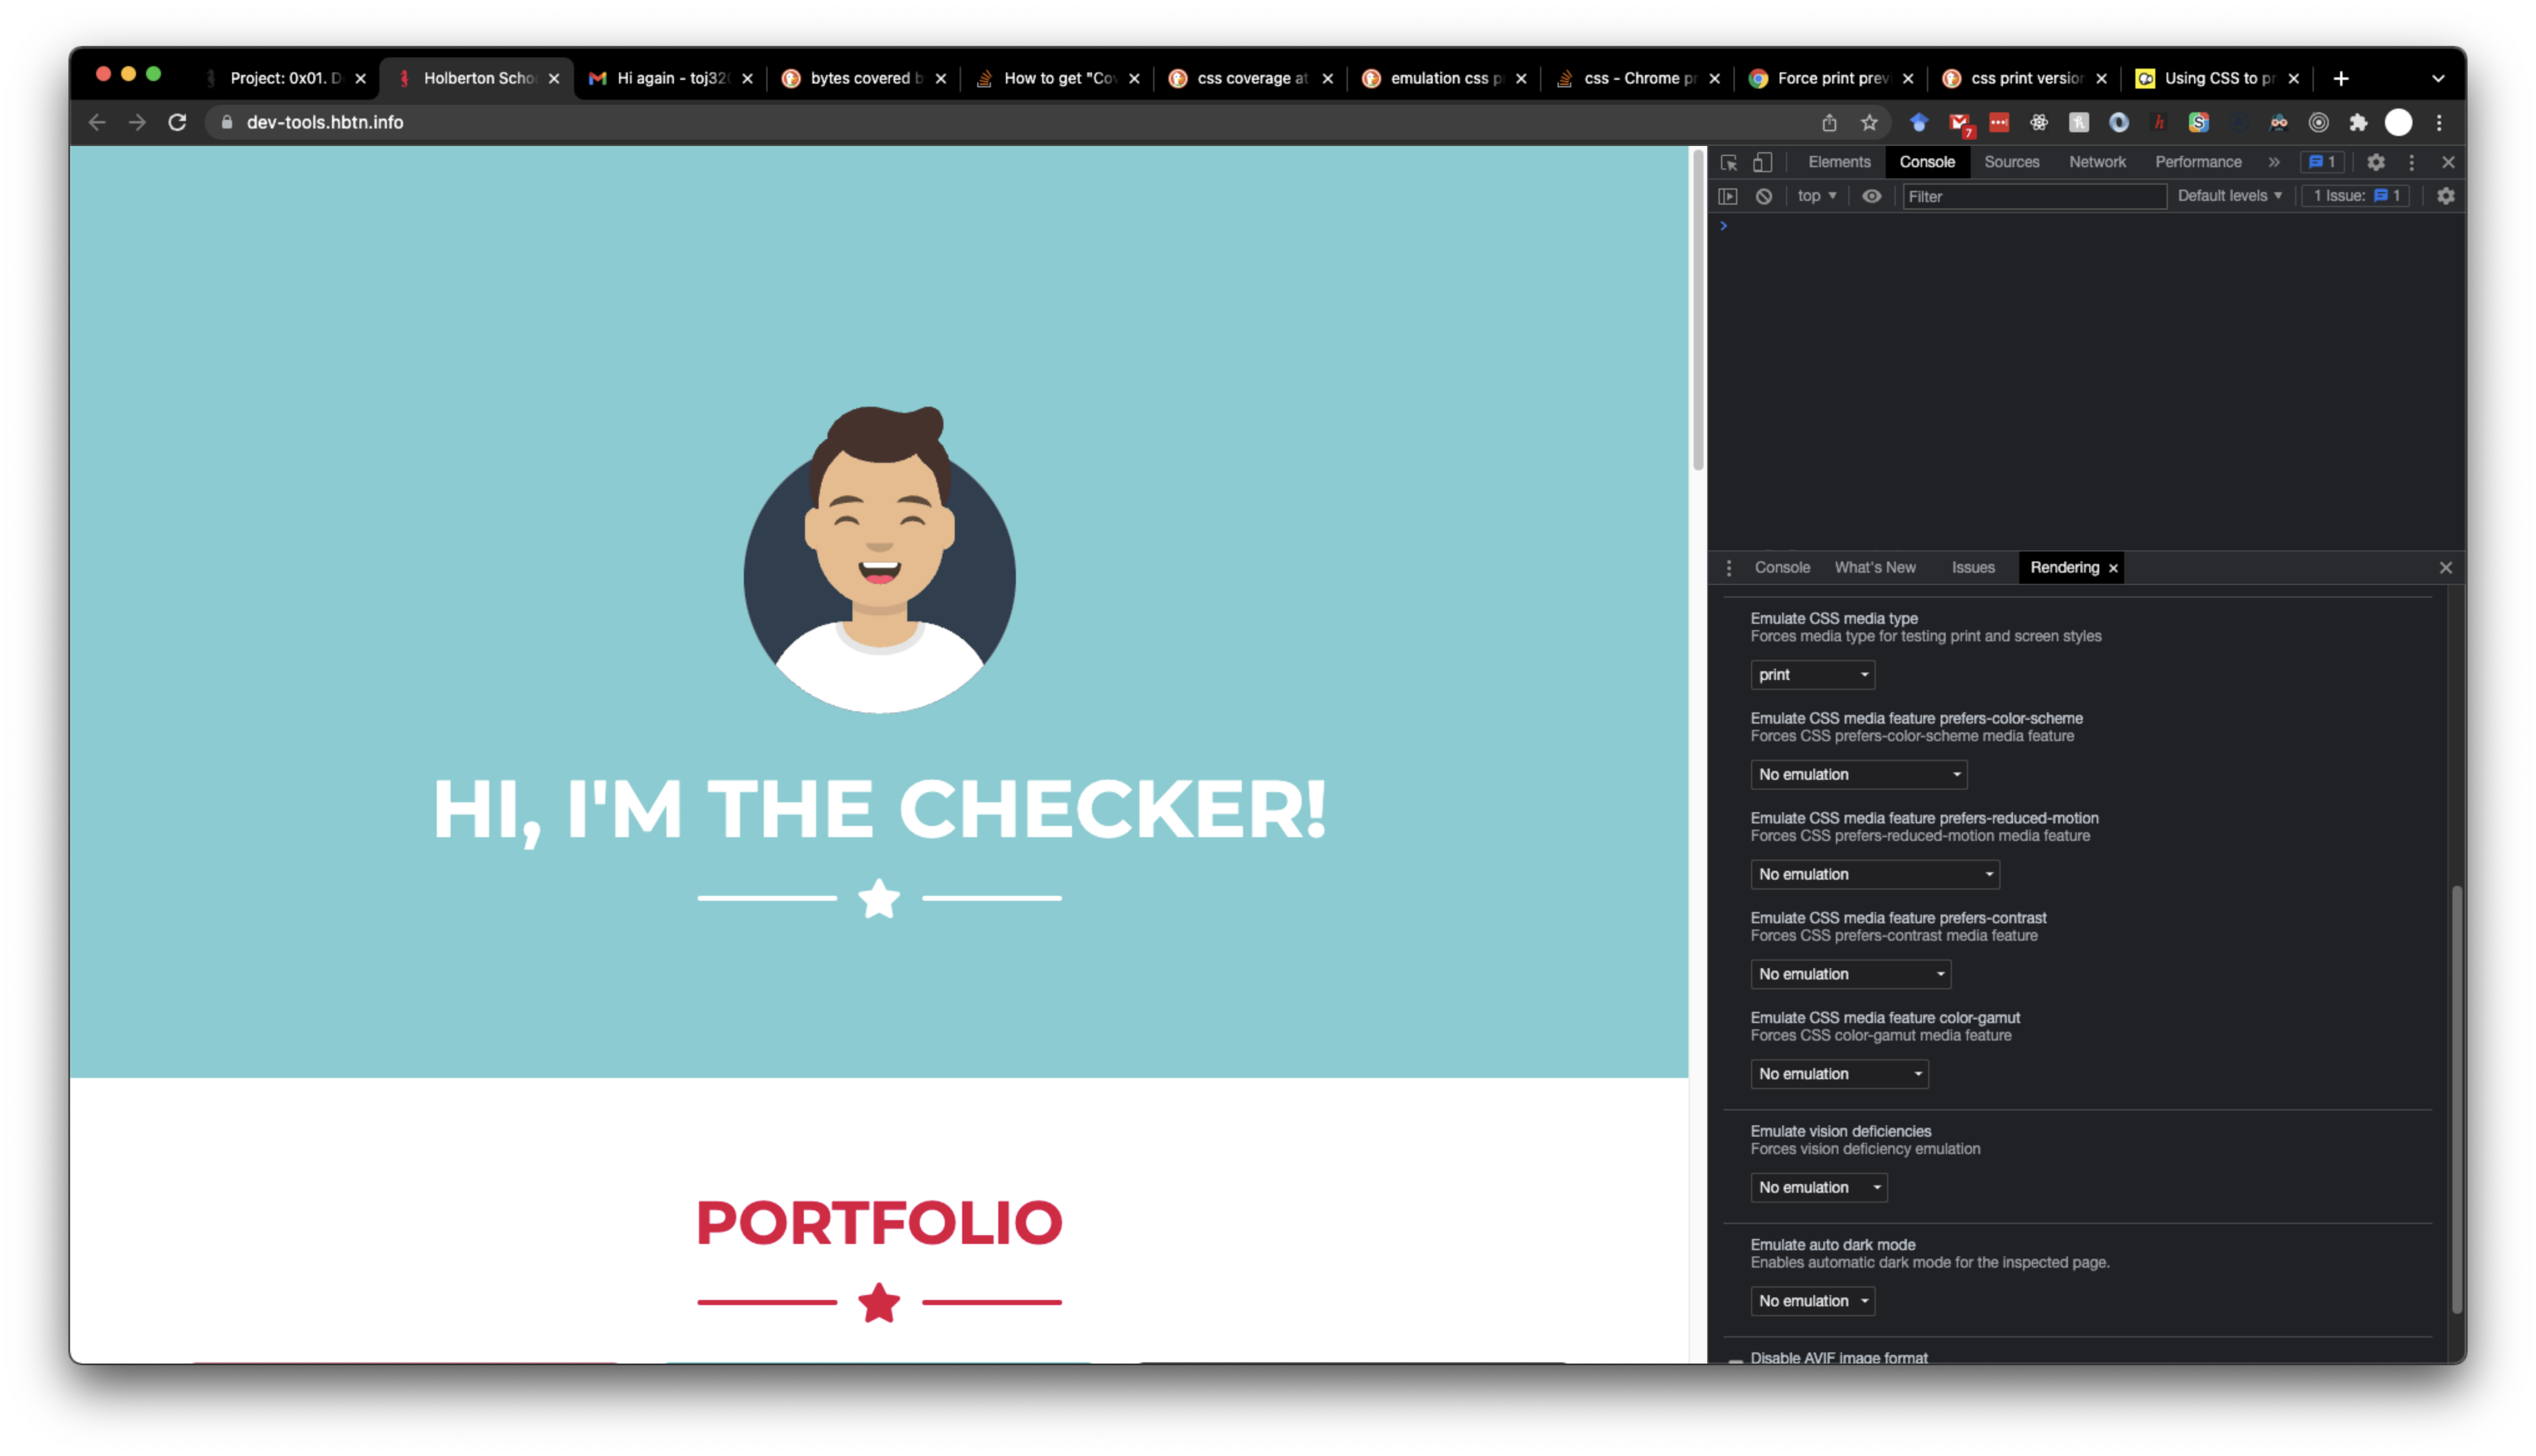 Project: 0x01. D
Holberton Scho
Hi again - toj32
bytes covered b
How to get "Cov
css coverage at
emulation css p
css - Chrome pr
Force print previ
css print version
Using CSS to pr
dev-tools.hbtn.info
7
Elements Console Sources Network Performance 1
top Filter Default levels 1 Issue: 1
HI, I'M THE CHECKER!
PORTFOLIO
Console What's New Issues Rendering
Emulate CSS media type
Forces media type for testing print and screen styles
print
Emulate CSS media feature prefers-color-scheme
Forces CSS prefers-color-scheme media feature
No emulation
Emulate CSS media feature prefers-reduced-motion
Forces CSS prefers-reduced-motion media feature
No emulation
Emulate CSS media feature prefers-contrast
Forces CSS prefers-contrast media feature
No emulation
Emulate CSS media feature color-gamut
Forces CSS color-gamut media feature
No emulation
Emulate vision deficiencies
Forces vision deficiency emulation
No emulation
Emulate auto dark mode
Enables automatic dark mode for the inspected page.
No emulation
Disable AVIF image format